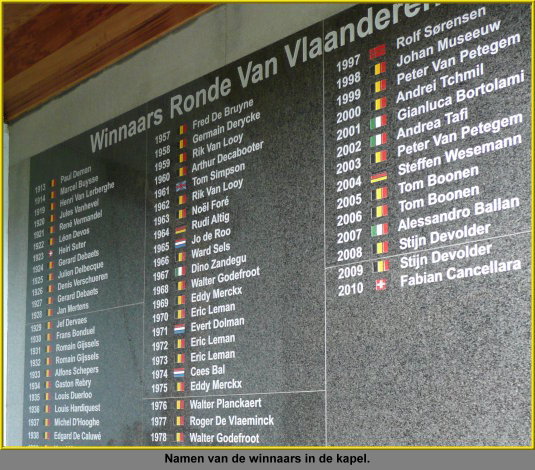 Winnaars Ronde Van Vlaanderen
1913 Paul Deman
1914 Marcel Buysse
1919 Henri Van Lerberghe
1920 Jules Vanhevel
1921 René Vermandel
1922 Léon Devos
1923 Heiri Suter
1924 Gerard Debaets
1925 Julien Delbecque
1926 Denis Verschueren
1927 Gerard Debaets
1928 Jan Mertens
1929 Jef Dervaes
1930 Frans Bonduel
1931 Romain Gijssels
1932 Romain Gijssels
1933 Alfons Schepers
1934 Gaston Rebry
1935 Louis Duerloo
1936 Louis Hardiquest
1937 Michel D'Hooghe
1938 Edgard De Caluwé
1957 Fred De Bruyne
1958 Germain Derycke
1959 Rik Van Looy
1960 Arthur Decabooter
1961 Tom Simpson
1962 Rik Van Looy
1963 Noël Foré
1964 Rudi Altig
1965 Jo de Roo
1966 Ward Sels
1967 Dino Zandegu
1968 Walter Godefroot
1969 Eddy Merckx
1970 Eric Leman
1971 Evert Dolman
1972 Eric Leman
1973 Eric Leman
1974 Cees Bal
1975 Eddy Merckx
1976 Walter Planckaert
1977 Roger De Vlaeminck
1978 Walter Godefroot
1997 Rolf Sørensen
1998 Johan Museeuw
1999 Peter Van Petegem
2000 Andrei Tchmil
2001 Gianluca Bortolami
2002 Andrea Tafi
2003 Peter Van Petegem
2004 Steffen Wesemann
2005 Tom Boonen
2006 Tom Boonen
2007 Alessandro Ballan
2008 Stijn Devolder
2009 Stijn Devolder
2010 Fabian Cancellara
Namen van de winnaars in de kapel.